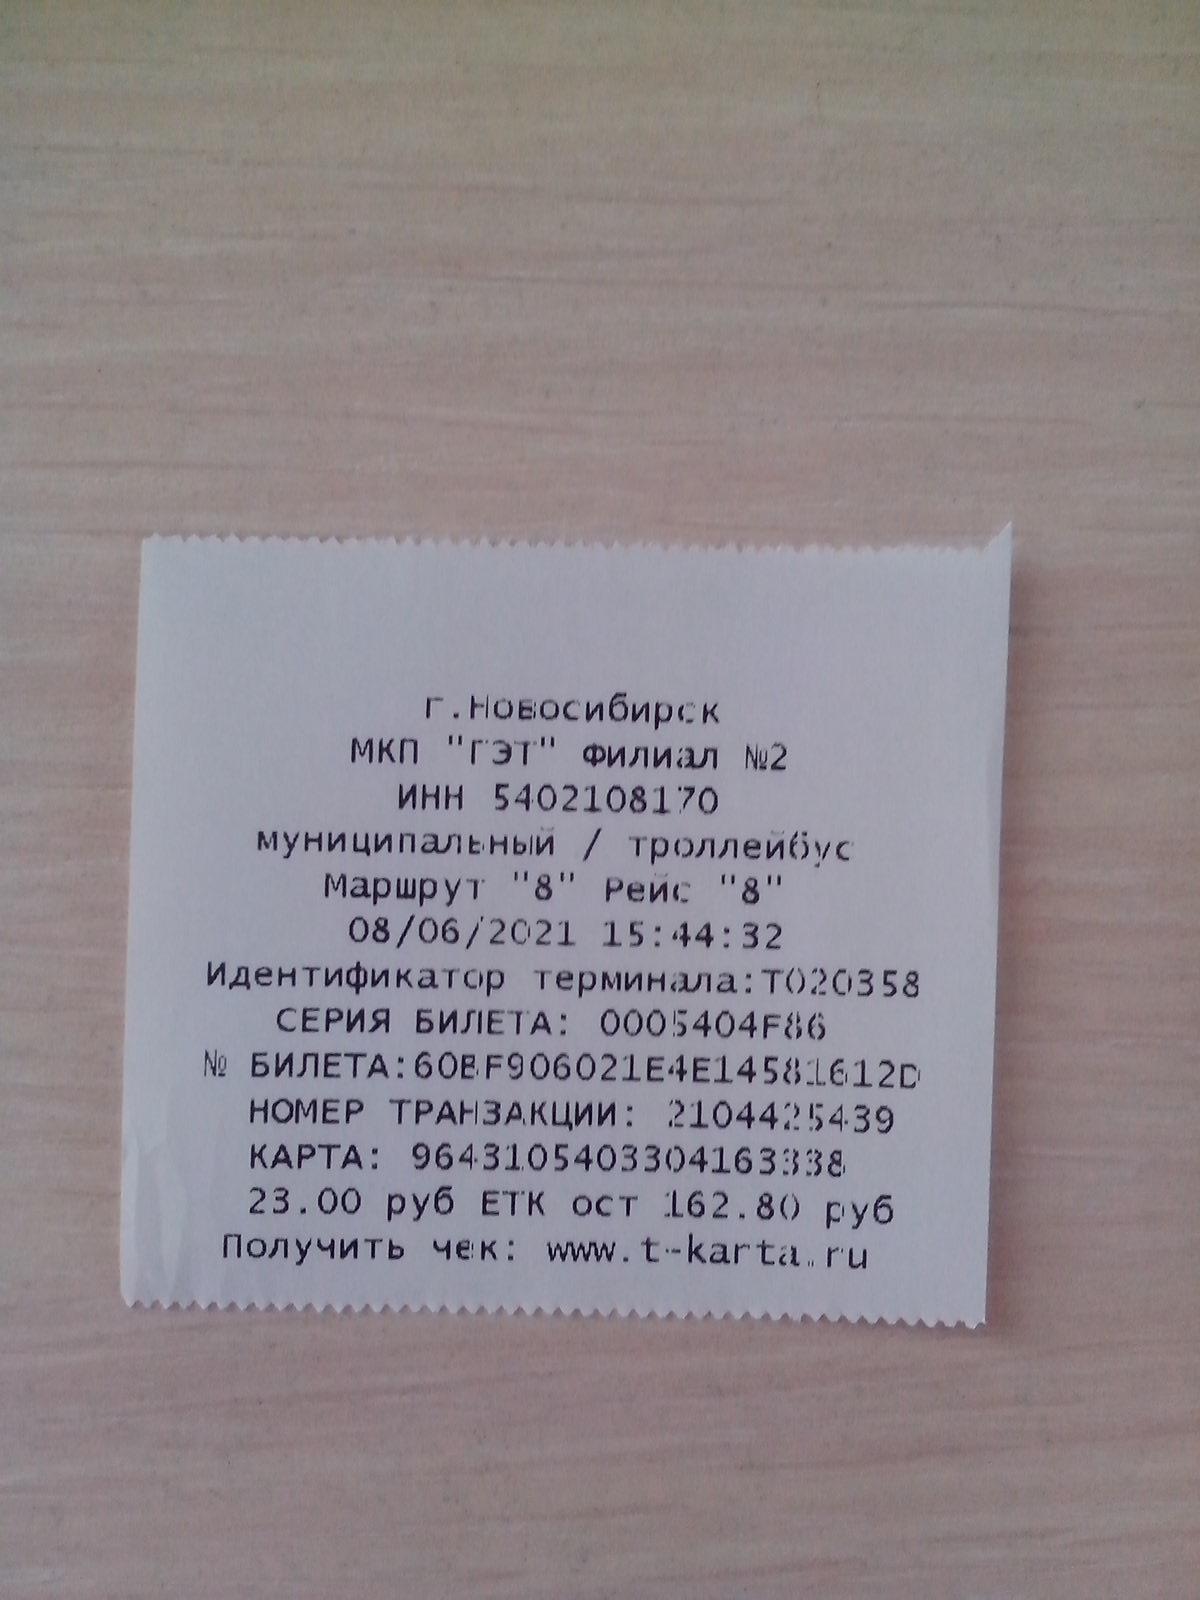 г.Новосибирск
МКП "ГЭТ" Филиал №2
ИНН 5402108170
муниципальный / троллейбус
Маршрут "8" Рейс "8"
08/06/2021 15:44:32
Идентификатор терминала:T020358
СЕРИЯ БИЛЕТА: 0005404F86
№ БИЛЕТА:60BF906021E4E14581612D
НОМЕР ТРАНЗАКЦИИ: 2104425439
КАРТА: 9643105403304163338
23.00 руб ЕТК ост 162.80 руб
Получить чек: www.t-karta.ru